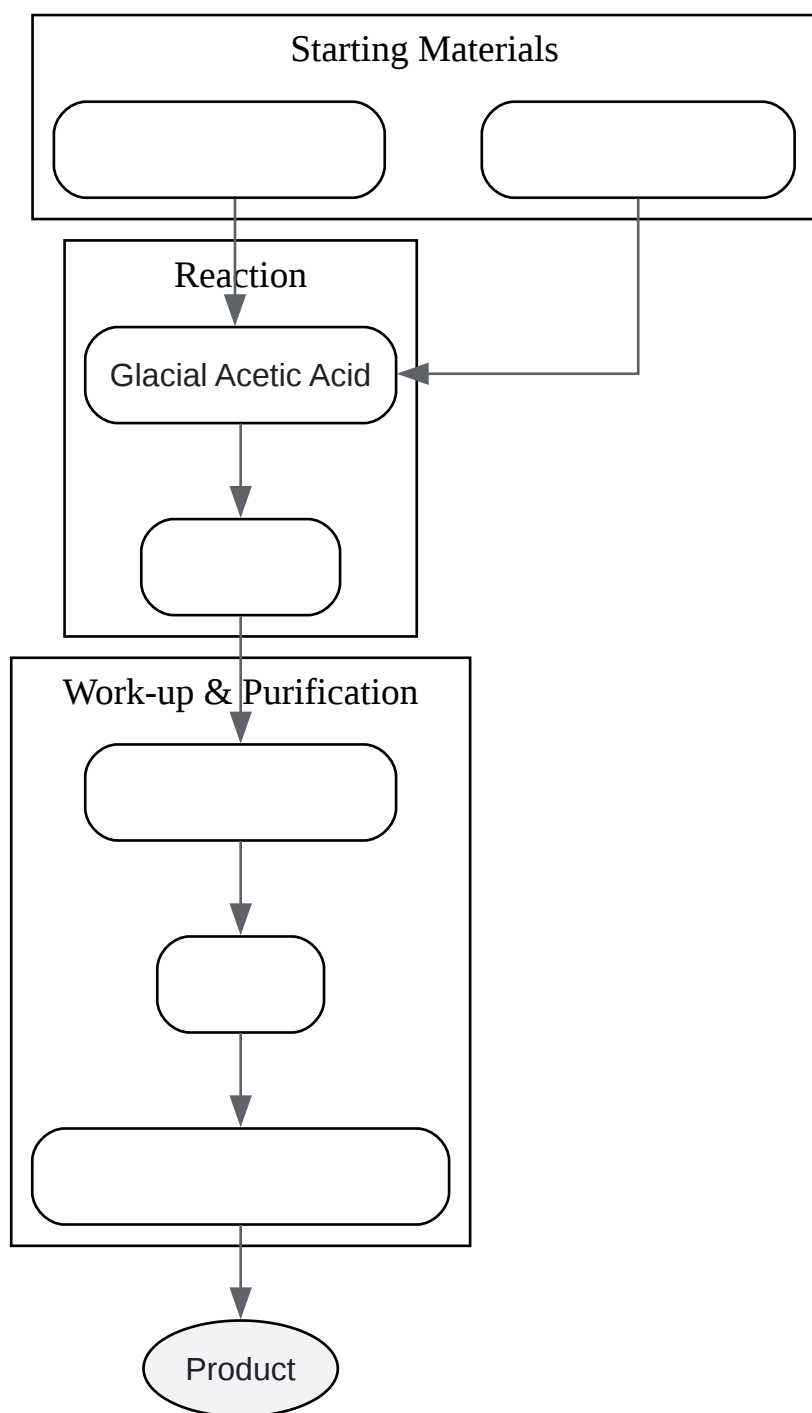 Starting Materials
Reaction
Glacial Acetic Acid
Work-up & Purification
Product